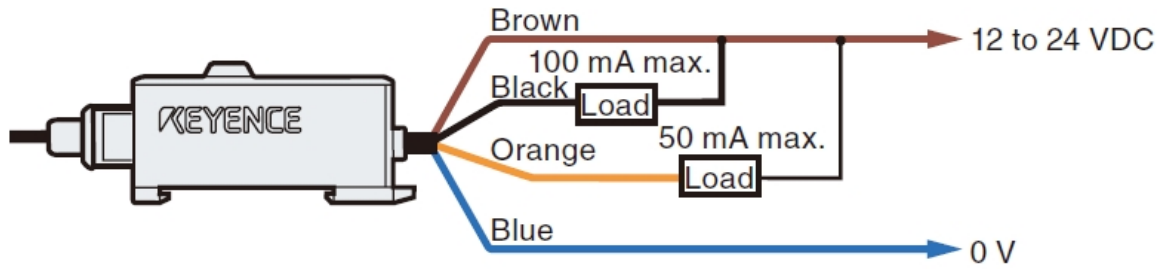 Brown
12 to 24 VDC
100 mA max.
Black
Load
KEYENCE
50 mA max.
Orange
Load
Blue
0 V